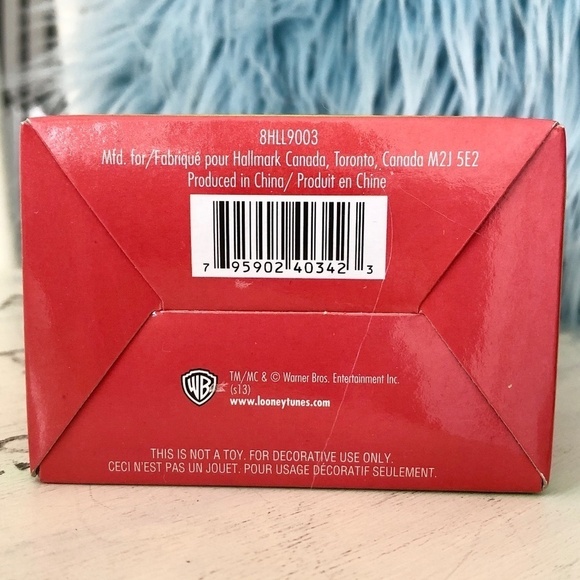 8HLL9003
Mfd. for/Fabriqué pour Hallmark Canada, Toronto, Canada M2J 5E2
Produced in China/ Produit en Chine
7 95902 40342 3
WB
TM/MC & © Warner Bros. Entertainment Inc.
(s13)
www.looneytunes.com
THIS IS NOT A TOY. FOR DECORATIVE USE ONLY.
CECI N'EST PAS UN JOUET. POUR USAGE DÉCORATIF SEULEMENT.